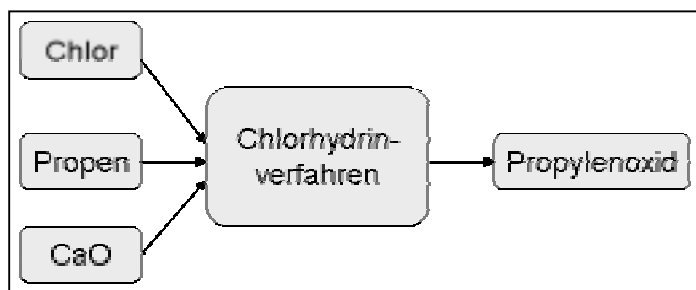 Chlor
Propen
CaO
Chlorhydrin-
verfahren
Propylenoxid